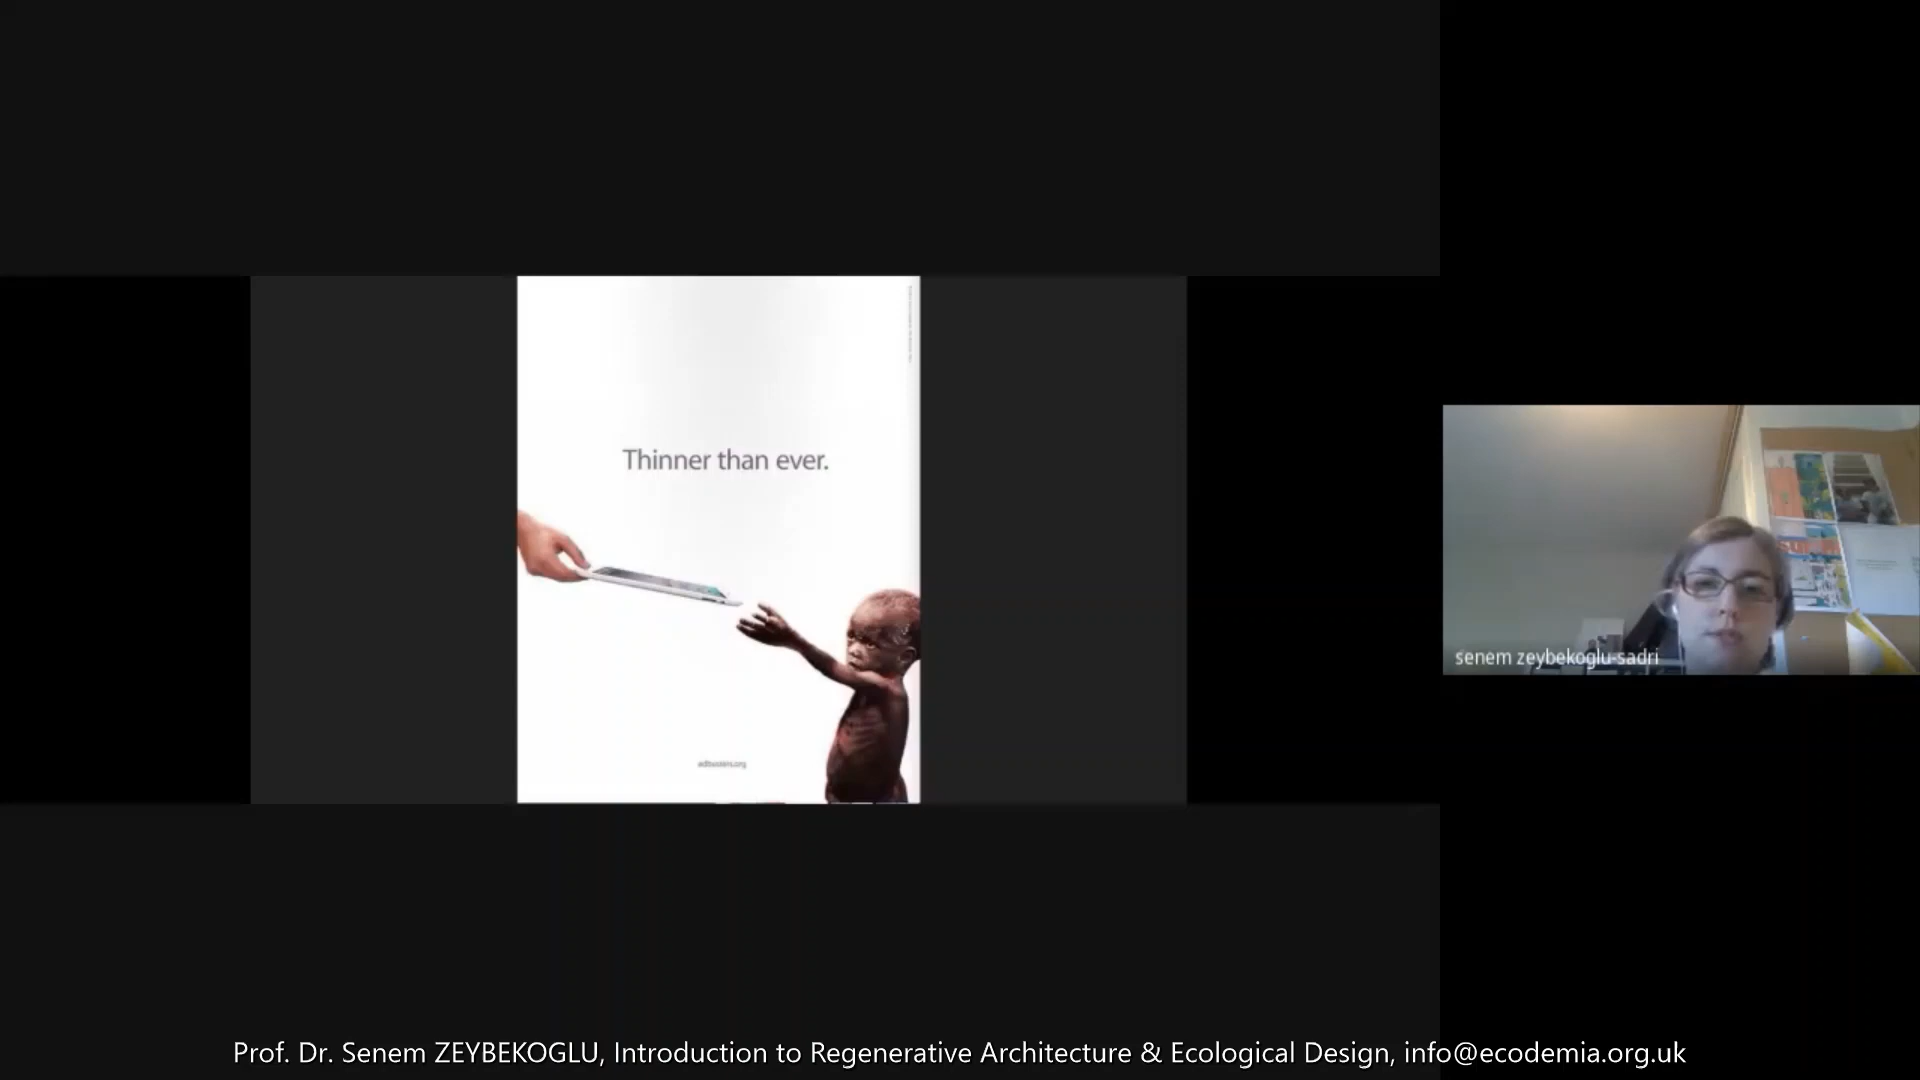 Thinner than ever.
adbusters.org
senem zeybekoglu-sadri
Prof. Dr. Senem ZEYBEKOGLU, Introduction to Regenerative Architecture & Ecological Design, info@ecodemia.org.uk